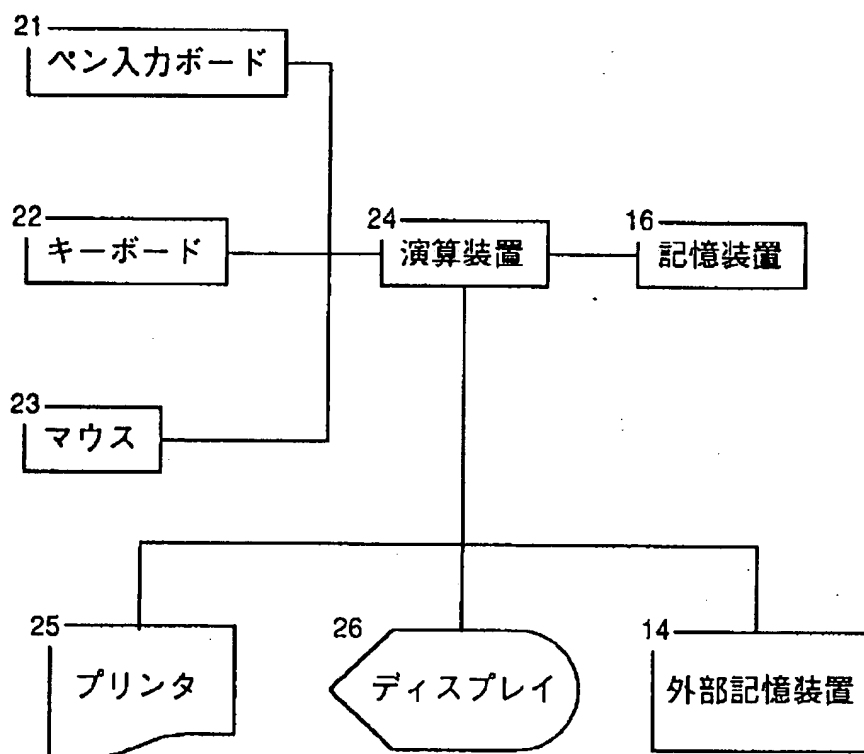 21
ペン入力ボード
22
キーボード
24
演算装置
16
記憶装置
23
マウス
25
プリンタ
26
ディスプレイ
14
外部記憶装置